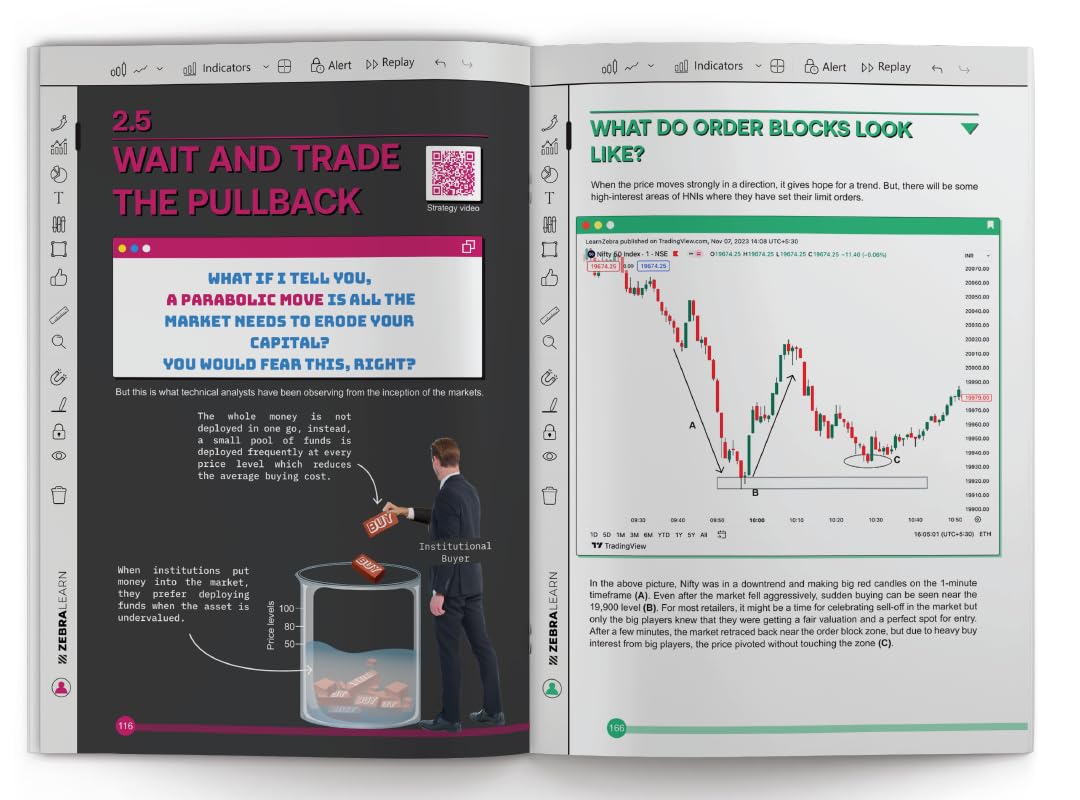 Indicators
Alert
Replay
2.5
WAIT AND TRADE
THE PULLBACK
Strategy video
WHAT IF I TELL YOU,
A PARABOLIC MOVE IS ALL THE
MARKET NEEDS TO ERODE YOUR
CAPITAL?
YOU WOULD FEAR THIS, RIGHT?
But this is what technical analysts have been observing from the inception of the markets.
The whole money is not
deployed in one go, instead,
a small pool of funds is
deployed frequently at every
price level which reduces
the average buying cost.
BUY
Institutional
Buyer
BUY
When institutions put
money into the market,
they prefer deploying
funds when the asset is
undervalued.
Price levels
100
80
50
BUY
BUY
BUY
T
ZEBRALEARN
116
Indicators
Alert
Replay
WHAT DO ORDER BLOCKS LOOK
LIKE?
When the price moves strongly in a direction, it gives hope for a trend. But, there will be some
high-interest areas of HNIs where they have set their limit orders.
LearnZebra published on TradingView.com, Nov 07, 2023 14:08 UTC+5:30
Nifty 50 Index · 1 · NSE O19674.25 H19674.25 L19674.25 C19674.25 −11.40 (−0.06%)
INR
19674.25 0.00 19674.25
20070.00
20060.00
20050.00
20040.00
20030.00
20020.00
20010.00
20000.00
19990.00
19979.00
19970.00
19960.00
19950.00
19940.00
19930.00
19920.00
19910.00
19900.00
A
B
C
09:30 09:40 09:50 10:00 10:10 10:20 10:30 10:40 10:50
1D 5D 1M 3M 6M YTD 1Y 5Y All
16:05:01 (UTC+5:30) ETH
TradingView
In the above picture, Nifty was in a downtrend and making big red candles on the 1-minute
timeframe (A). Even after the market fell aggressively, sudden buying can be seen near the
19,900 level (B). For most retailers, it might be a time for celebrating sell-off in the market but
only the big players knew that they were getting a fair valuation and a perfect spot for entry.
After a few minutes, the market retraced back near the order block zone, but due to heavy buy
interest from big players, the price pivoted without touching the zone (C).
T
ZEBRALEARN
166